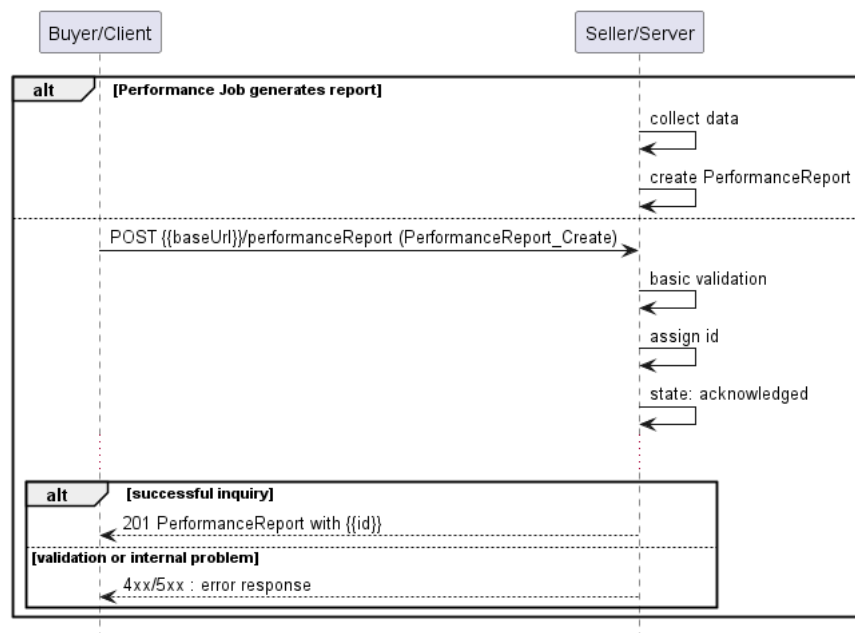 Buyer/Client
Seller/Server
alt
[Performance Job generates report]
collect data
create PerformanceReport
POST {{baseUrl}}/performanceReport (PerformanceReport_Create)
basic validation
assign id
state: acknowledged
alt
[successful inquiry]
201 PerformanceReport with {{id}}
[validation or internal problem]
4xx/5xx : error response